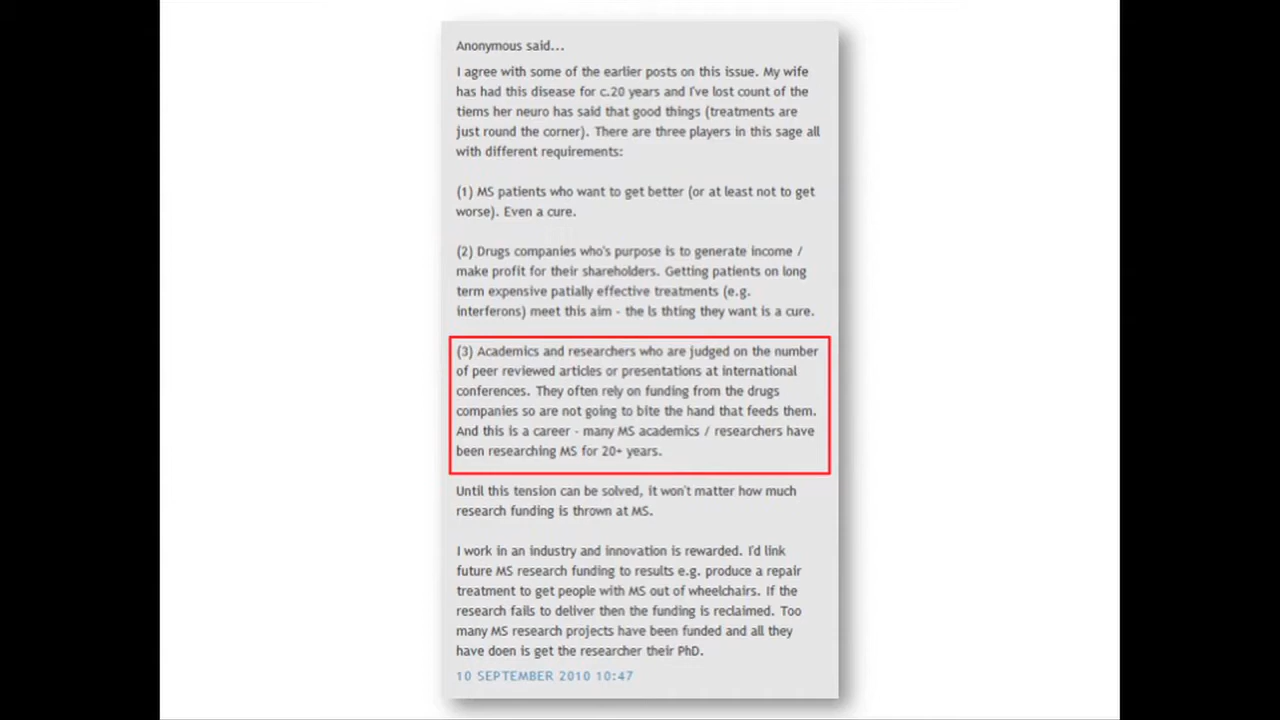 Anonymous said...
I agree with some of the earlier posts on this issue. My wife
has had this disease for c.20 years and I've lost count of the
tiems her neuro has said that good things (treatments are
just round the corner). There are three players in this sage all
with different requirements:
(1) MS patients who want to get better (or at least not to get
worse). Even a cure.
(2) Drugs companies who's purpose is to generate income /
make profit for their shareholders. Getting patients on long
term expensive patially effective treatments (e.g.
interferons) meet this aim - the ls thting they want is a cure.
(3) Academics and researchers who are judged on the number
of peer reviewed articles or presentations at international
conferences. They often rely on funding from the drugs
companies so are not going to bite the hand that feeds them.
And this is a career - many MS academics / researchers have
been researching MS for 20+ years.
Until this tension can be solved, it won't matter how much
research funding is thrown at MS.
I work in an industry and innovation is rewarded. I'd link
future MS research funding to results e.g. produce a repair
treatment to get people with MS out of wheelchairs. If the
research fails to deliver then the funding is reclaimed. Too
many MS research projects have been funded and all they
have doen is get the researcher their PhD.
10 SEPTEMBER 2010 10:47